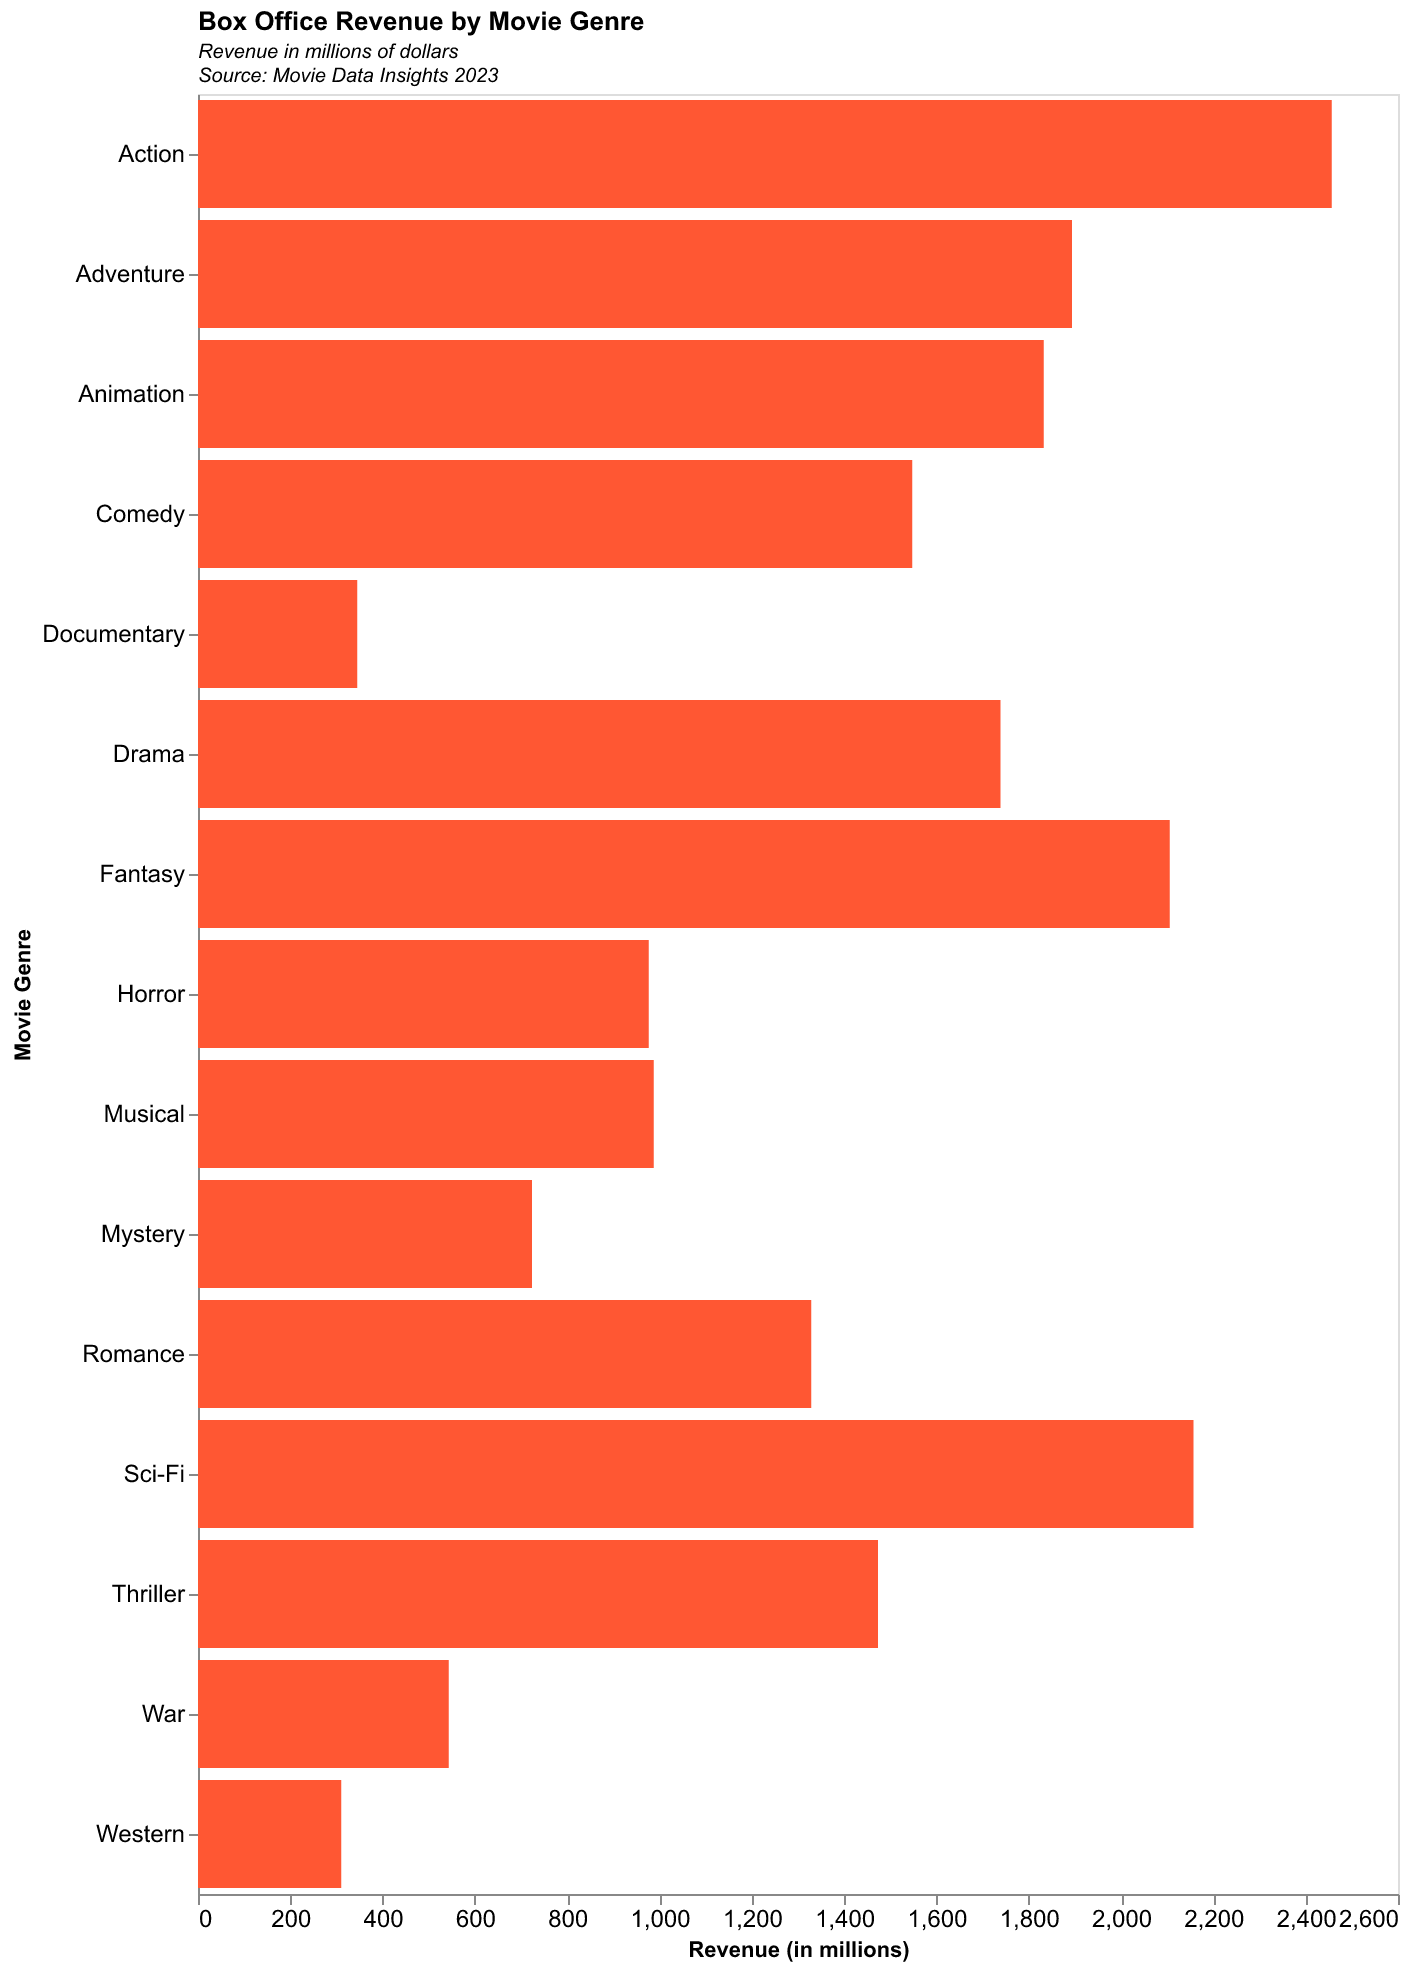 Box Office Revenue by Movie Genre
Revenue in millions of dollars
Source: Movie Data Insights 2023
Movie Genre
Action
Adventure
Animation
Comedy
Documentary
Drama
Fantasy
Horror
Musical
Mystery
Romance
Sci-Fi
Thriller
War
Western
0 200 400 600 800 1,000 1,200 1,400 1,600 1,800 2,000 2,200 2,400 2,600
Revenue (in millions)